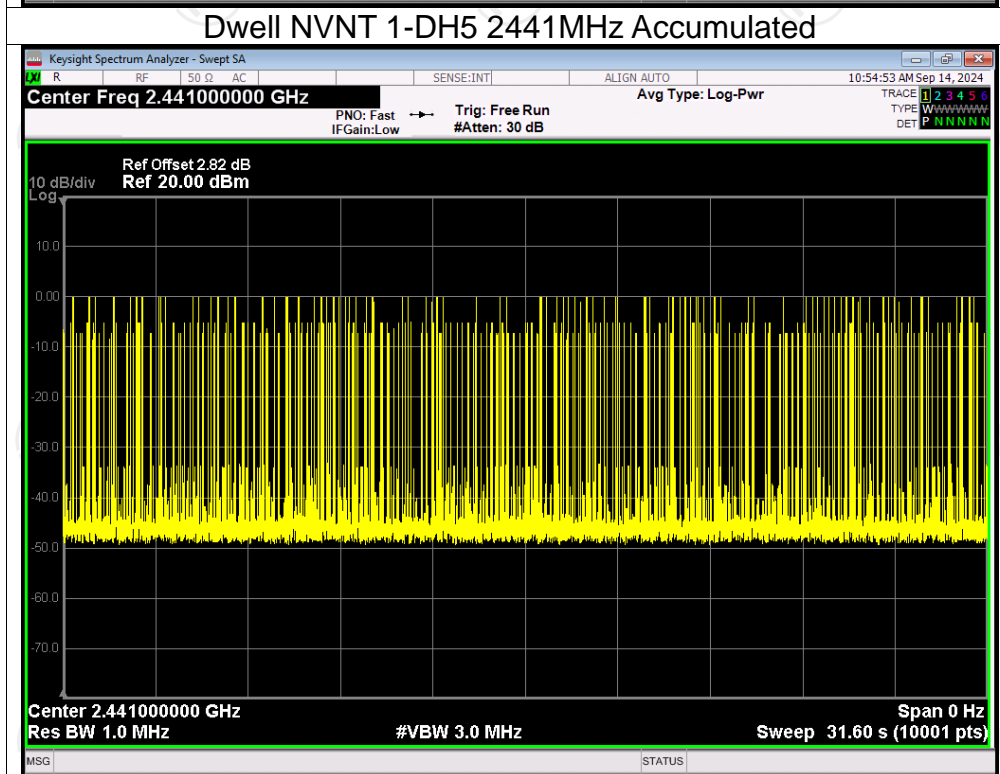 Dwell NVNT 1-DH5 2441MHz Accumulated
Keysight Spectrum Analyzer - Swept SA
LXI R RF 50 Ω AC SENSE:INT ALIGN AUTO 10:54:53 AM Sep 14, 2024
Center Freq 2.441000000 GHz Avg Type: Log-Pwr TRACE 1 2 3 4 5 6
PNO: Fast Trig: Free Run TYPE WWWWWW
IFGain:Low #Atten: 30 dB DET P N N N N N
Ref Offset 2.82 dB
10 dB/div Ref 20.00 dBm
Log
10.0
0.00
-10.0
-20.0
-30.0
-40.0
-50.0
-60.0
-70.0
Center 2.441000000 GHz Span 0 Hz
Res BW 1.0 MHz #VBW 3.0 MHz Sweep 31.60 s (10001 pts)
MSG STATUS